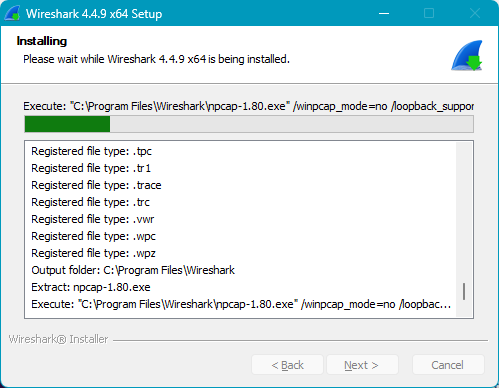 Wireshark 4.4.9 x64 Setup
Installing
Please wait while Wireshark 4.4.9 x64 is being installed.
Execute: "C:\Program Files\Wireshark\npcap-1.80.exe" /winpcap_mode=no /loopback_suppor
Registered file type: .tpc
Registered file type: .tr1
Registered file type: .trace
Registered file type: .trc
Registered file type: .vwr
Registered file type: .wpc
Registered file type: .wpz
Output folder: C:\Program Files\Wireshark
Extract: npcap-1.80.exe
Execute: "C:\Program Files\Wireshark\npcap-1.80.exe" /winpcap_mode=no /loopbac...
Wireshark® Installer
< Back
Next >
Cancel